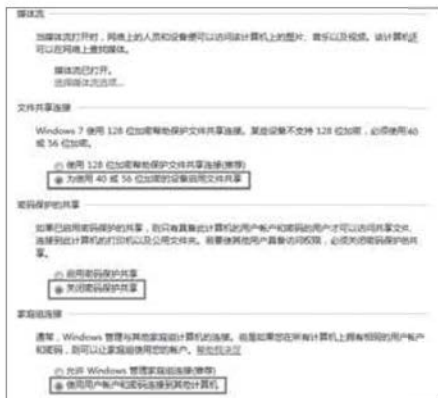 媒体流
当媒体流打开时，网络上的人员和设备便可以访问该计算机上的图片、音乐以及视频。该计算机还
可以在网络上查找媒体。
媒体流已打开。
选择媒体流选项...
文件共享连接
Windows 7 使用 128 位加密帮助保护文件共享连接。某些设备不支持 128 位加密，必须使用 40
或 56 位加密。
使用 128 位加密帮助保护文件共享连接(推荐)
为使用 40 或 56 位加密的设备启用文件共享
密码保护的共享
如果已启用密码保护的共享，则只有具备此计算机的用户帐户和密码的用户才可以访问共享文件、
连接到此计算机的打印机以及公用文件夹。若要使其他用户具备访问权限，必须关闭密码保护的共
享。
启用密码保护共享
关闭密码保护共享
家庭组连接
通常，Windows 管理与其他家庭组计算机的连接。但是如果您在所有计算机上拥有相同的用户帐户
和密码，则可以让家庭组使用您的帐户。帮助我决定
允许 Windows 管理家庭组连接(推荐)
使用用户帐户和密码连接到其他计算机